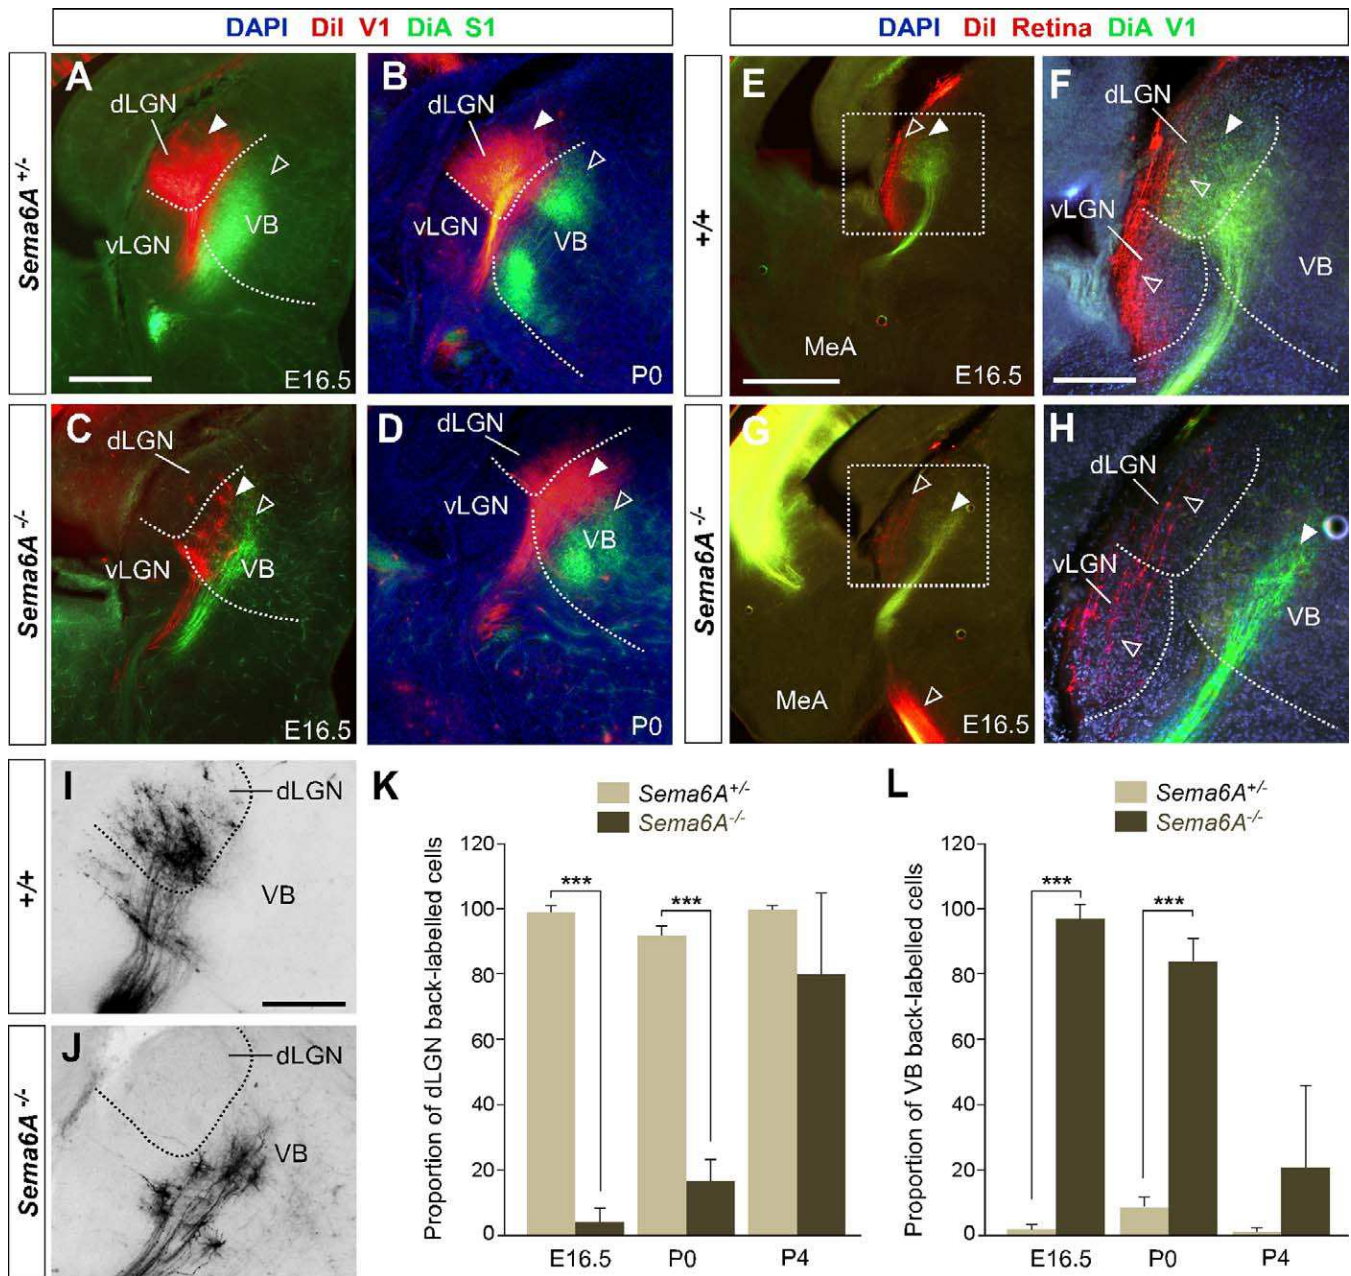 DAPI DiI V1 DiA S1
DAPI DiI Retina DiA V1
Sema6A+/-
A
dLGN
vLGN
VB
E16.5
B
dLGN
vLGN
VB
P0
+/+
E
MeA
E16.5
F
dLGN
vLGN
VB
Sema6A-/-
C
dLGN
vLGN
VB
E16.5
D
dLGN
vLGN
VB
P0
Sema6A-/-
G
MeA
E16.5
H
dLGN
vLGN
VB
+/+
I
dLGN
VB
Sema6A-/-
J
dLGN
VB
K
Sema6A+/-
Sema6A-/-
Proportion of dLGN back-labelled cells
120
100
80
60
40
20
0
***
***
E16.5 P0 P4
L
Sema6A+/-
Sema6A-/-
Proportion of VB back-labelled cells
120
100
80
60
40
20
0
***
***
E16.5 P0 P4